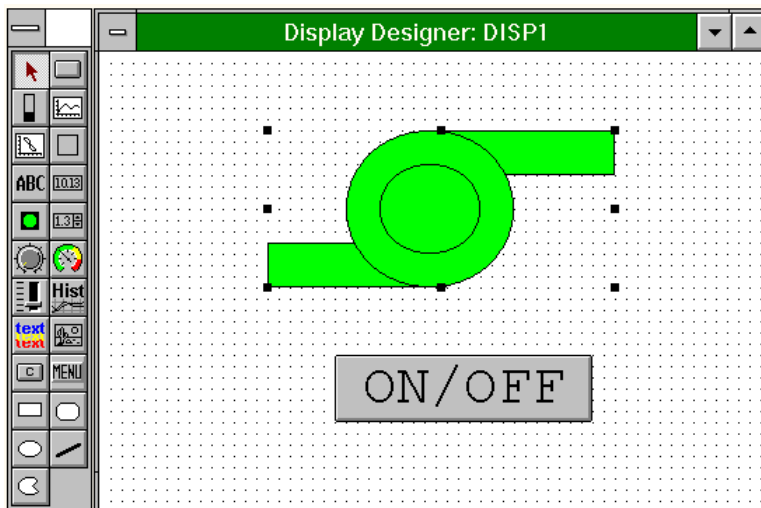 Display Designer: DISP1
ABC
10.13
1.3
Hist
text
text
C
MENU
ON/OFF